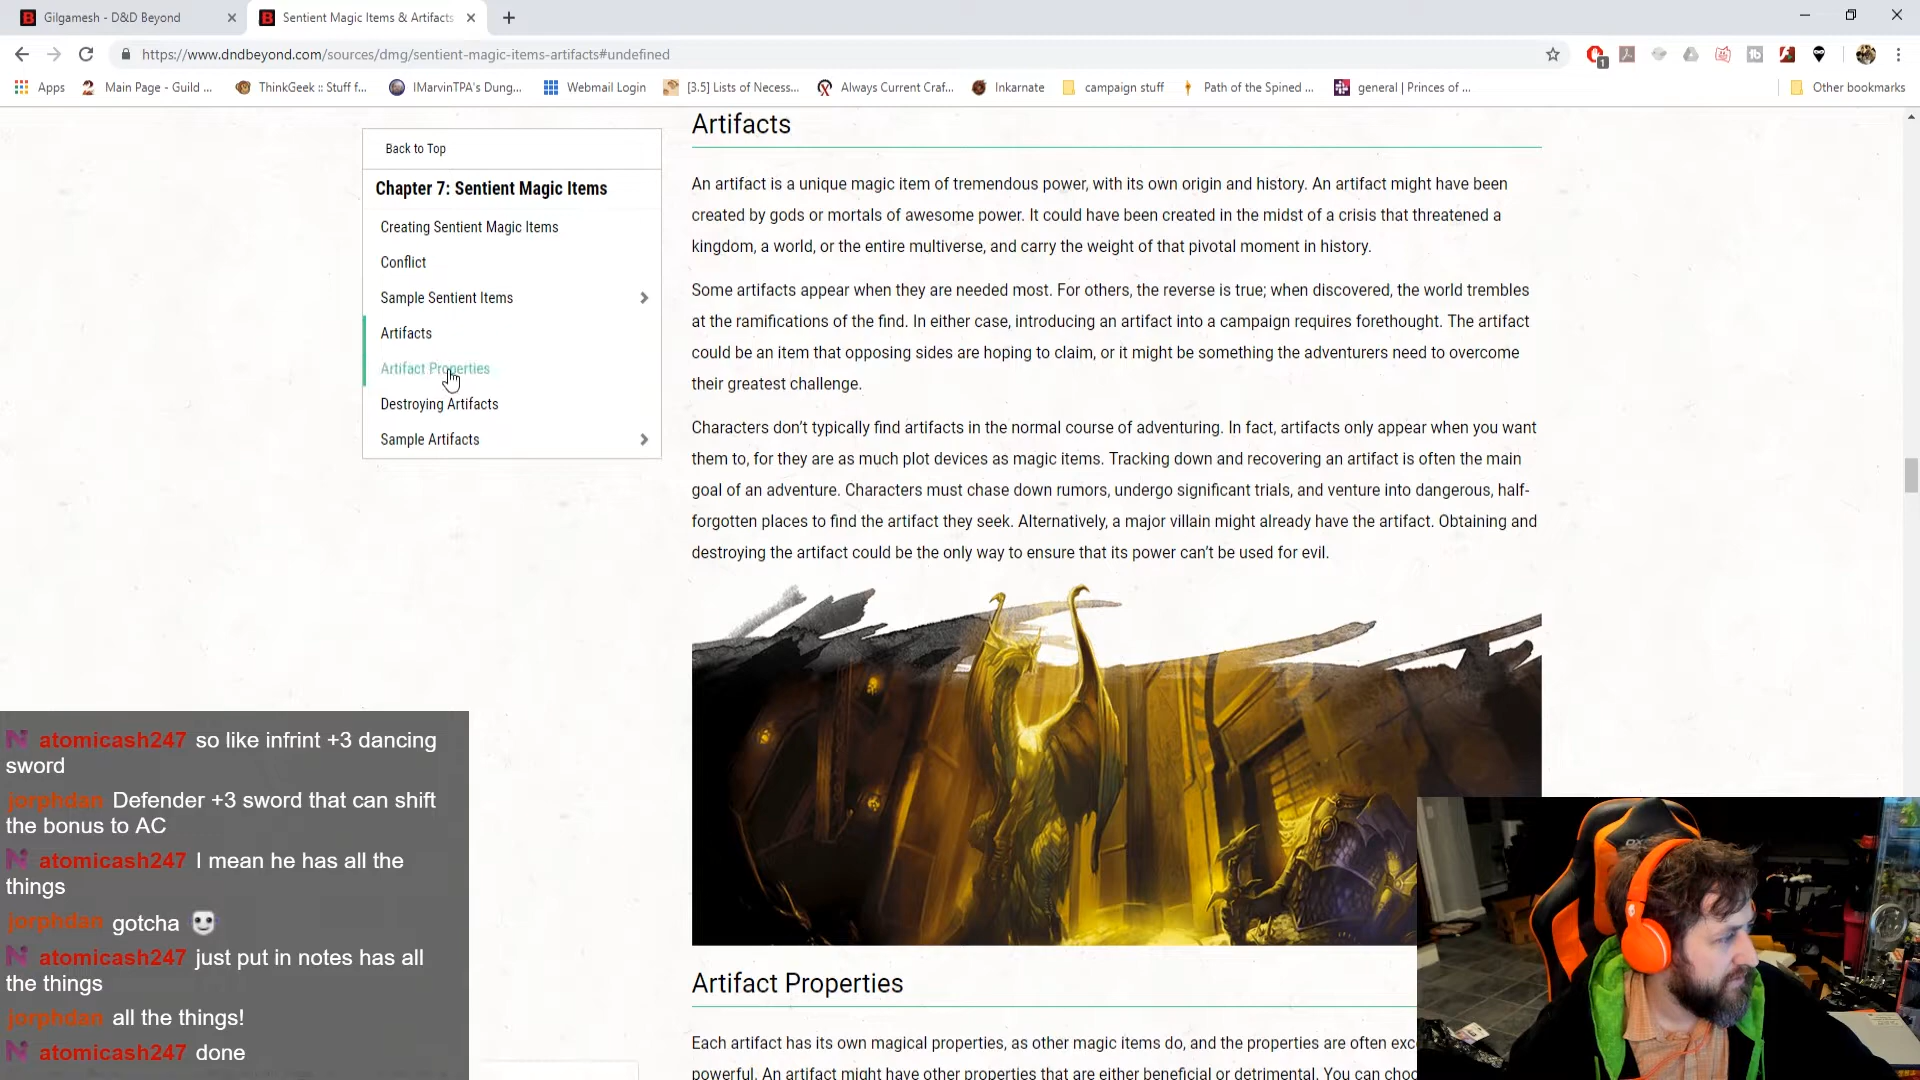 Gilgamesh - D&D Beyond
Sentient Magic Items & Artifacts
https://www.dndbeyond.com/sources/dmg/sentient-magic-items-artifacts#undefined
1
Apps
Main Page - Guild ...
ThinkGeek :: Stuff f...
IMarvinTPA's Dung...
Webmail Login
[3.5] Lists of Necess...
Always Current Craf...
Inkarnate
campaign stuff
Path of the Spined ...
general | Princes of ...
Other bookmarks
Back to Top
Chapter 7: Sentient Magic Items
Creating Sentient Magic Items
Conflict
Sample Sentient Items
Artifacts
Artifact Properties
Destroying Artifacts
Sample Artifacts
Artifacts
An artifact is a unique magic item of tremendous power, with its own origin and history. An artifact might have been
created by gods or mortals of awesome power. It could have been created in the midst of a crisis that threatened a
kingdom, a world, or the entire multiverse, and carry the weight of that pivotal moment in history.
Some artifacts appear when they are needed most. For others, the reverse is true; when discovered, the world trembles
at the ramifications of the find. In either case, introducing an artifact into a campaign requires forethought. The artifact
could be an item that opposing sides are hoping to claim, or it might be something the adventurers need to overcome
their greatest challenge.
Characters don't typically find artifacts in the normal course of adventuring. In fact, artifacts only appear when you want
them to, for they are as much plot devices as magic items. Tracking down and recovering an artifact is often the main
goal of an adventure. Characters must chase down rumors, undergo significant trials, and venture into dangerous, half-
forgotten places to find the artifact they seek. Alternatively, a major villain might already have the artifact. Obtaining and
destroying the artifact could be the only way to ensure that its power can't be used for evil.
Artifact Properties
Each artifact has its own magical properties, as other magic items do, and the properties are often exc
powerful. An artifact might have other properties that are either beneficial or detrimental. You can choo
atomicash247 so like infrint +3 dancing
sword
jorphdan Defender +3 sword that can shift
the bonus to AC
atomicash247 I mean he has all the
things
jorphdan gotcha
atomicash247 just put in notes has all
the things
jorphdan all the things!
atomicash247 done